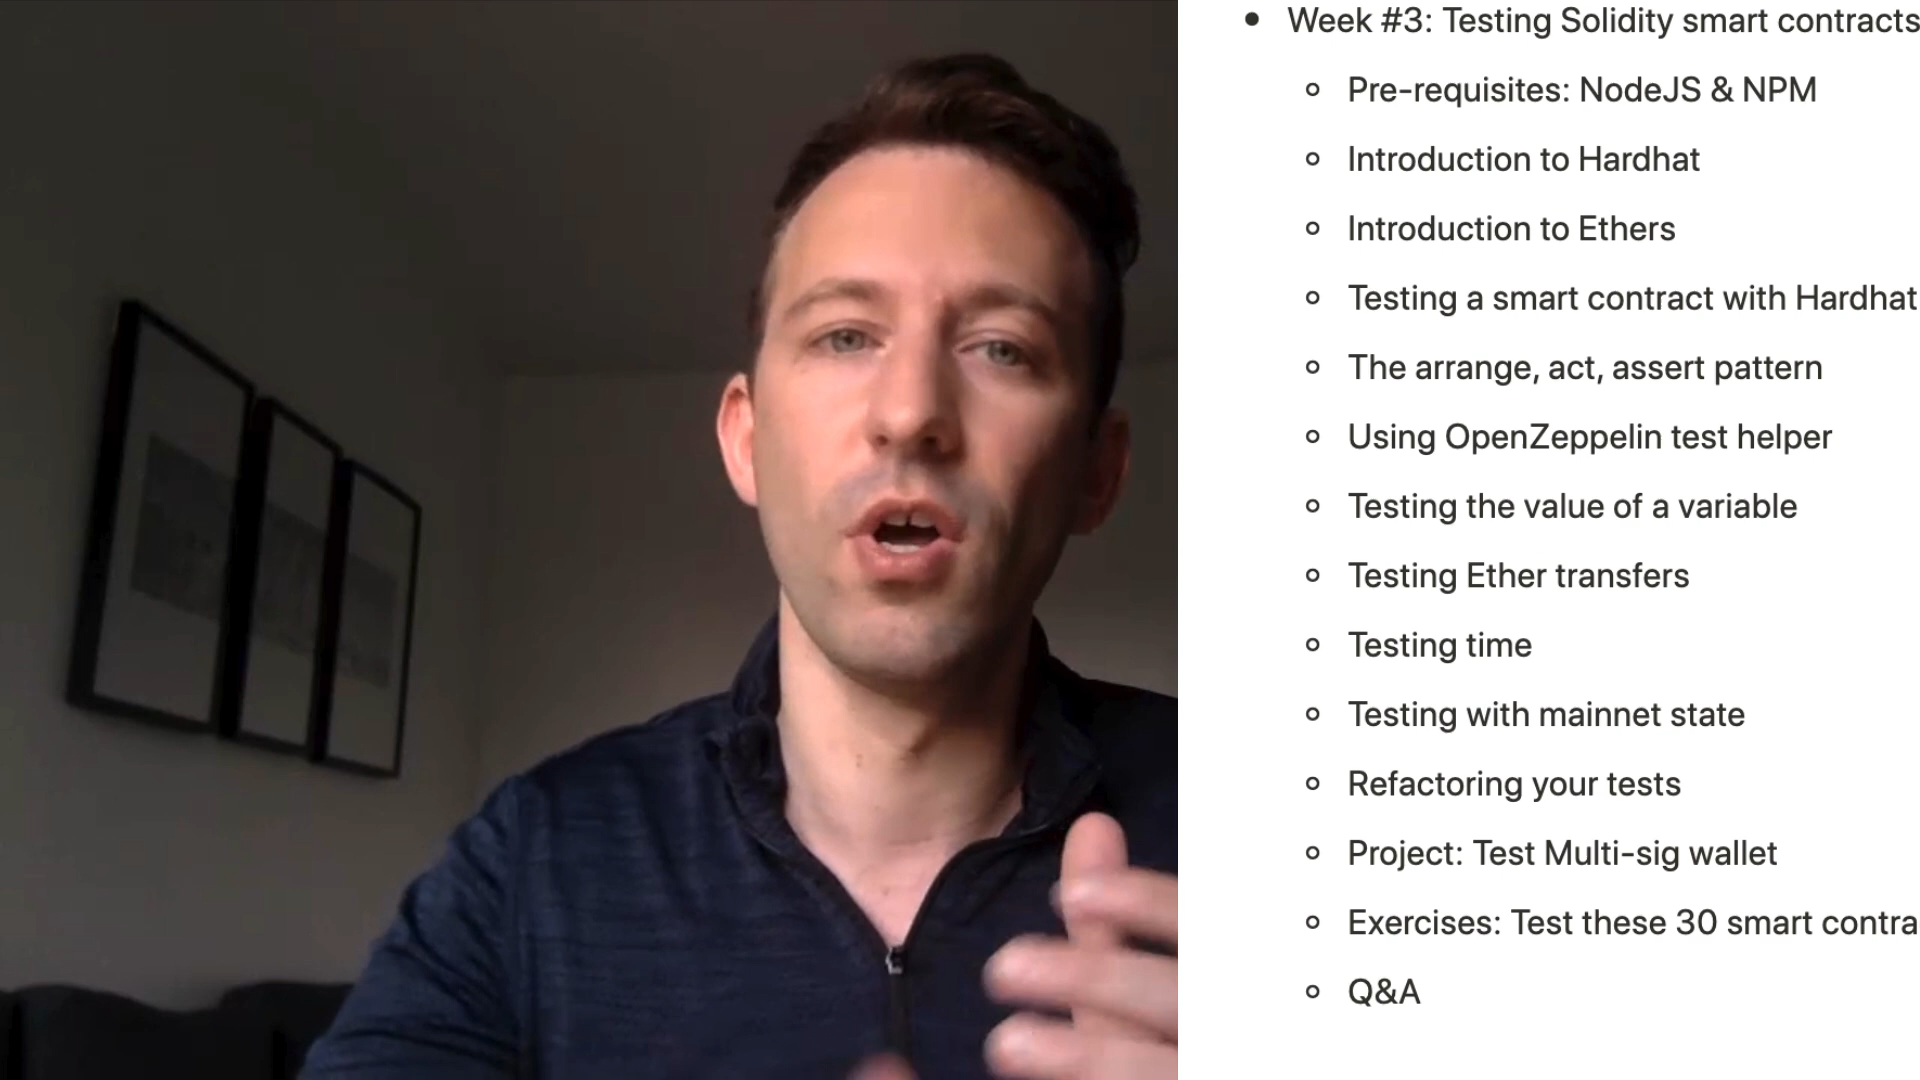 Week #3: Testing Solidity smart contracts
Pre-requisites: NodeJS & NPM
Introduction to Hardhat
Introduction to Ethers
Testing a smart contract with Hardhat
The arrange, act, assert pattern
Using OpenZeppelin test helper
Testing the value of a variable
Testing Ether transfers
Testing time
Testing with mainnet state
Refactoring your tests
Project: Test Multi-sig wallet
Exercises: Test these 30 smart contra
Q&A